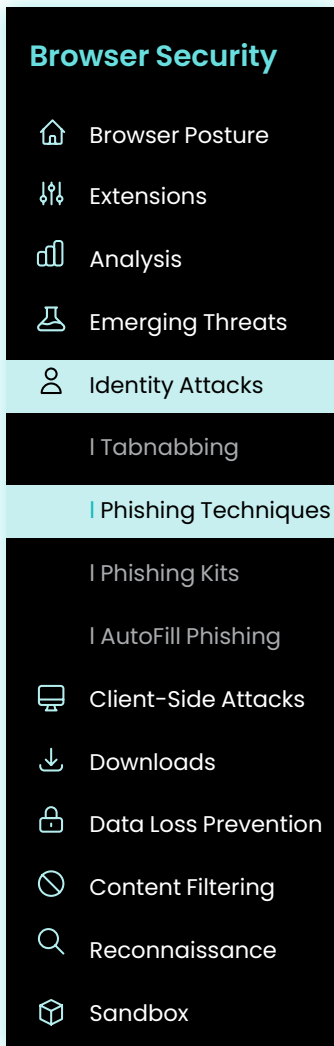 Browser Security
Browser Posture
Extensions
Analysis
Emerging Threats
Identity Attacks
| Tabnabbing
| Phishing Techniques
| Phishing Kits
| AutoFill Phishing
Client-Side Attacks
Downloads
Data Loss Prevention
Content Filtering
Reconnaissance
Sandbox